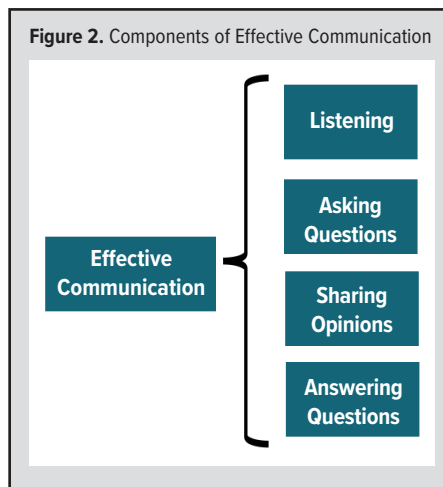 Figure 2. Components of Effective Communication
Listening
Asking
Questions
Effective
Communication
Sharing
Opinions
Answering
Questions